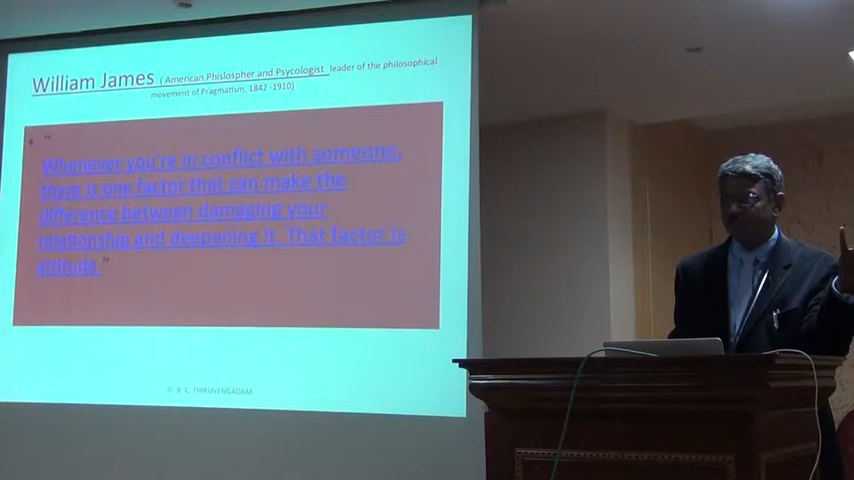 William James ( American Phislospher and Psycologist leader of the philosophical
movement of Pragmatism, 1842 -1910)
"
Whenever you're in conflict with someone,
there is one factor that can make the
difference between damaging your
relationship and deepening it. That factor is
attitude."
© B C THIRUVENGADAM